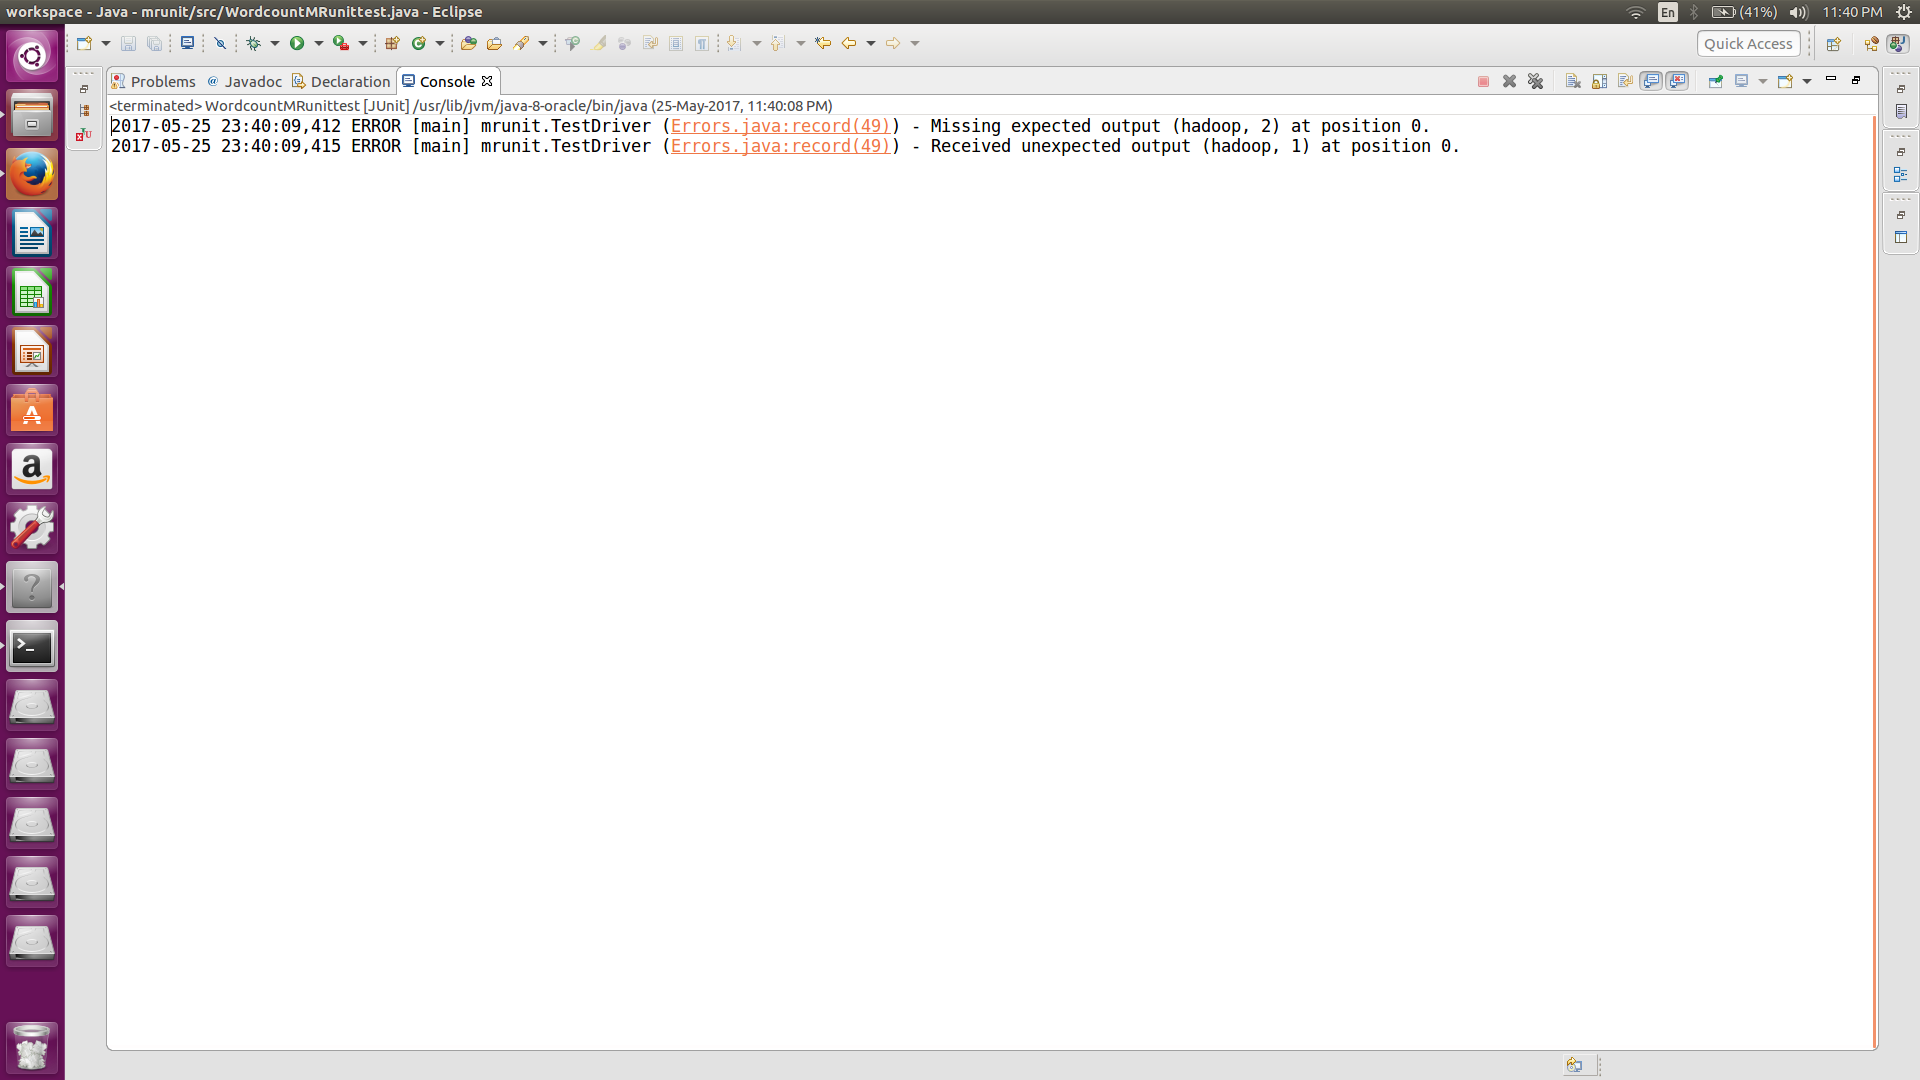 workspace - Java - mrunit/src/WordcountMRunittest.java - Eclipse
En
(41%)
11:40 PM
Quick Access
Problems @ Javadoc Declaration Console
<terminated> WordcountMRunittest [JUnit] /usr/lib/jvm/java-8-oracle/bin/java (25-May-2017, 11:40:08 PM)
2017-05-25 23:40:09,412 ERROR [main] mrunit.TestDriver (Errors.java:record(49)) - Missing expected output (hadoop, 2) at position 0.
2017-05-25 23:40:09,415 ERROR [main] mrunit.TestDriver (Errors.java:record(49)) - Received unexpected output (hadoop, 1) at position 0.